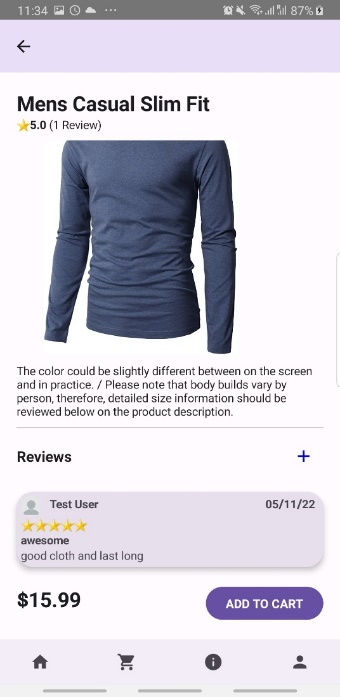 11:34
87%
Mens Casual Slim Fit
5.0 (1 Review)
The color could be slightly different between on the screen
and in practice. / Please note that body builds vary by
person, therefore, detailed size information should be
reviewed below on the product description.
Reviews
+
Test User
05/11/22
awesome
good cloth and last long
$15.99
ADD TO CART